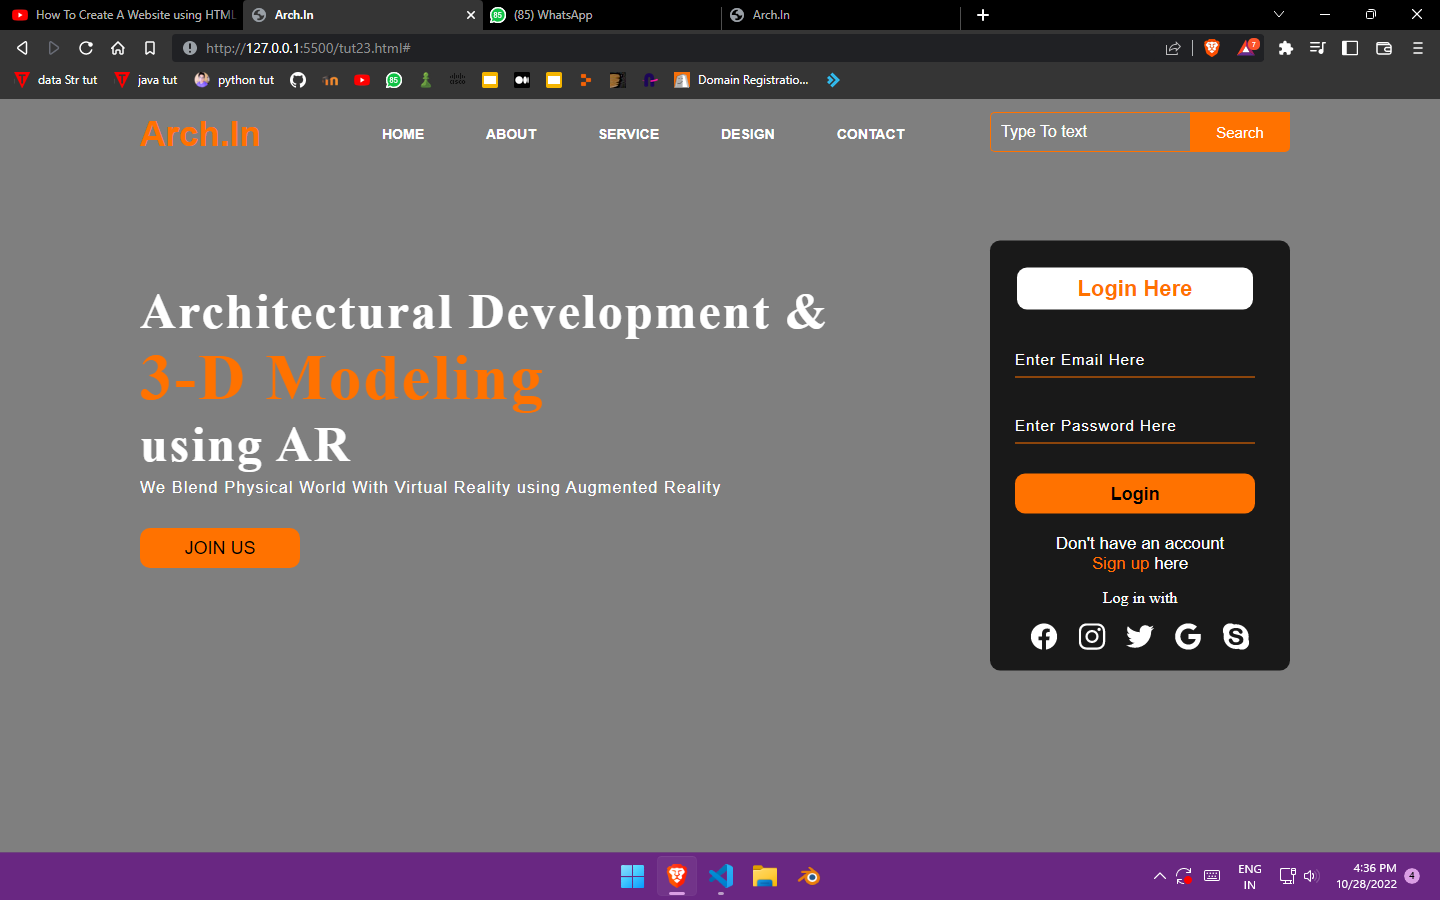 How To Create A Website using HTML
Arch.In
(85) WhatsApp
Arch.In
http://127.0.0.1:5500/tut23.html#
7
data Str tut
java tut
python tut
85
Domain Registratio...
Arch.In
HOME
ABOUT
SERVICE
DESIGN
CONTACT
Type To text
Search
Architectural Development &
3-D Modeling
using AR
We Blend Physical World With Virtual Reality using Augmented Reality
JOIN US
Login Here
Enter Email Here
Enter Password Here
Login
Don't have an account
Sign up here
Log in with
ENG
IN
4:36 PM
10/28/2022
4